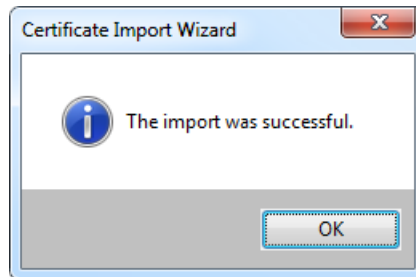 Certificate Import Wizard
The import was successful.
OK